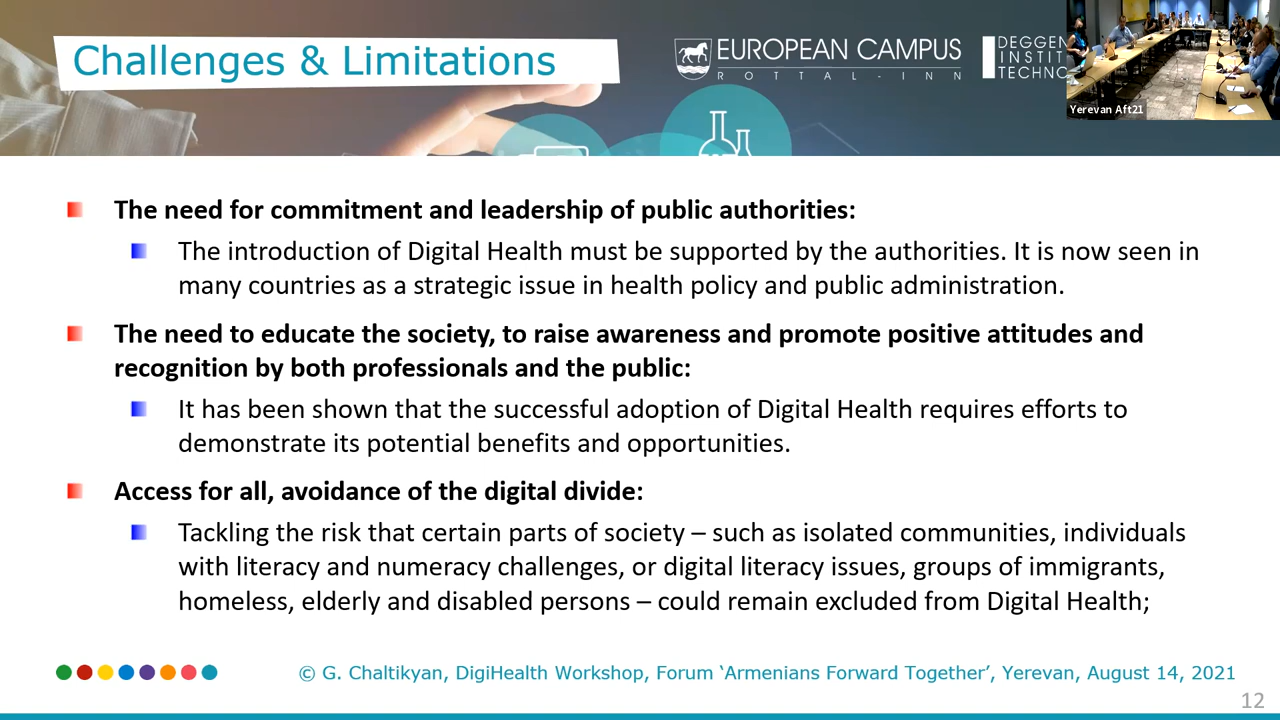 Challenges & Limitations
EUROPEAN CAMPUS
ROTTAL-INN
DEGGEN
INSTIT
TECHNO
Yerevan Aft21
The need for commitment and leadership of public authorities:
The introduction of Digital Health must be supported by the authorities. It is now seen in
many countries as a strategic issue in health policy and public administration.
The need to educate the society, to raise awareness and promote positive attitudes and
recognition by both professionals and the public:
It has been shown that the successful adoption of Digital Health requires efforts to
demonstrate its potential benefits and opportunities.
Access for all, avoidance of the digital divide:
Tackling the risk that certain parts of society – such as isolated communities, individuals
with literacy and numeracy challenges, or digital literacy issues, groups of immigrants,
homeless, elderly and disabled persons – could remain excluded from Digital Health;
© G. Chaltikyan, DigiHealth Workshop, Forum ‘Armenians Forward Together’, Yerevan, August 14, 2021
12